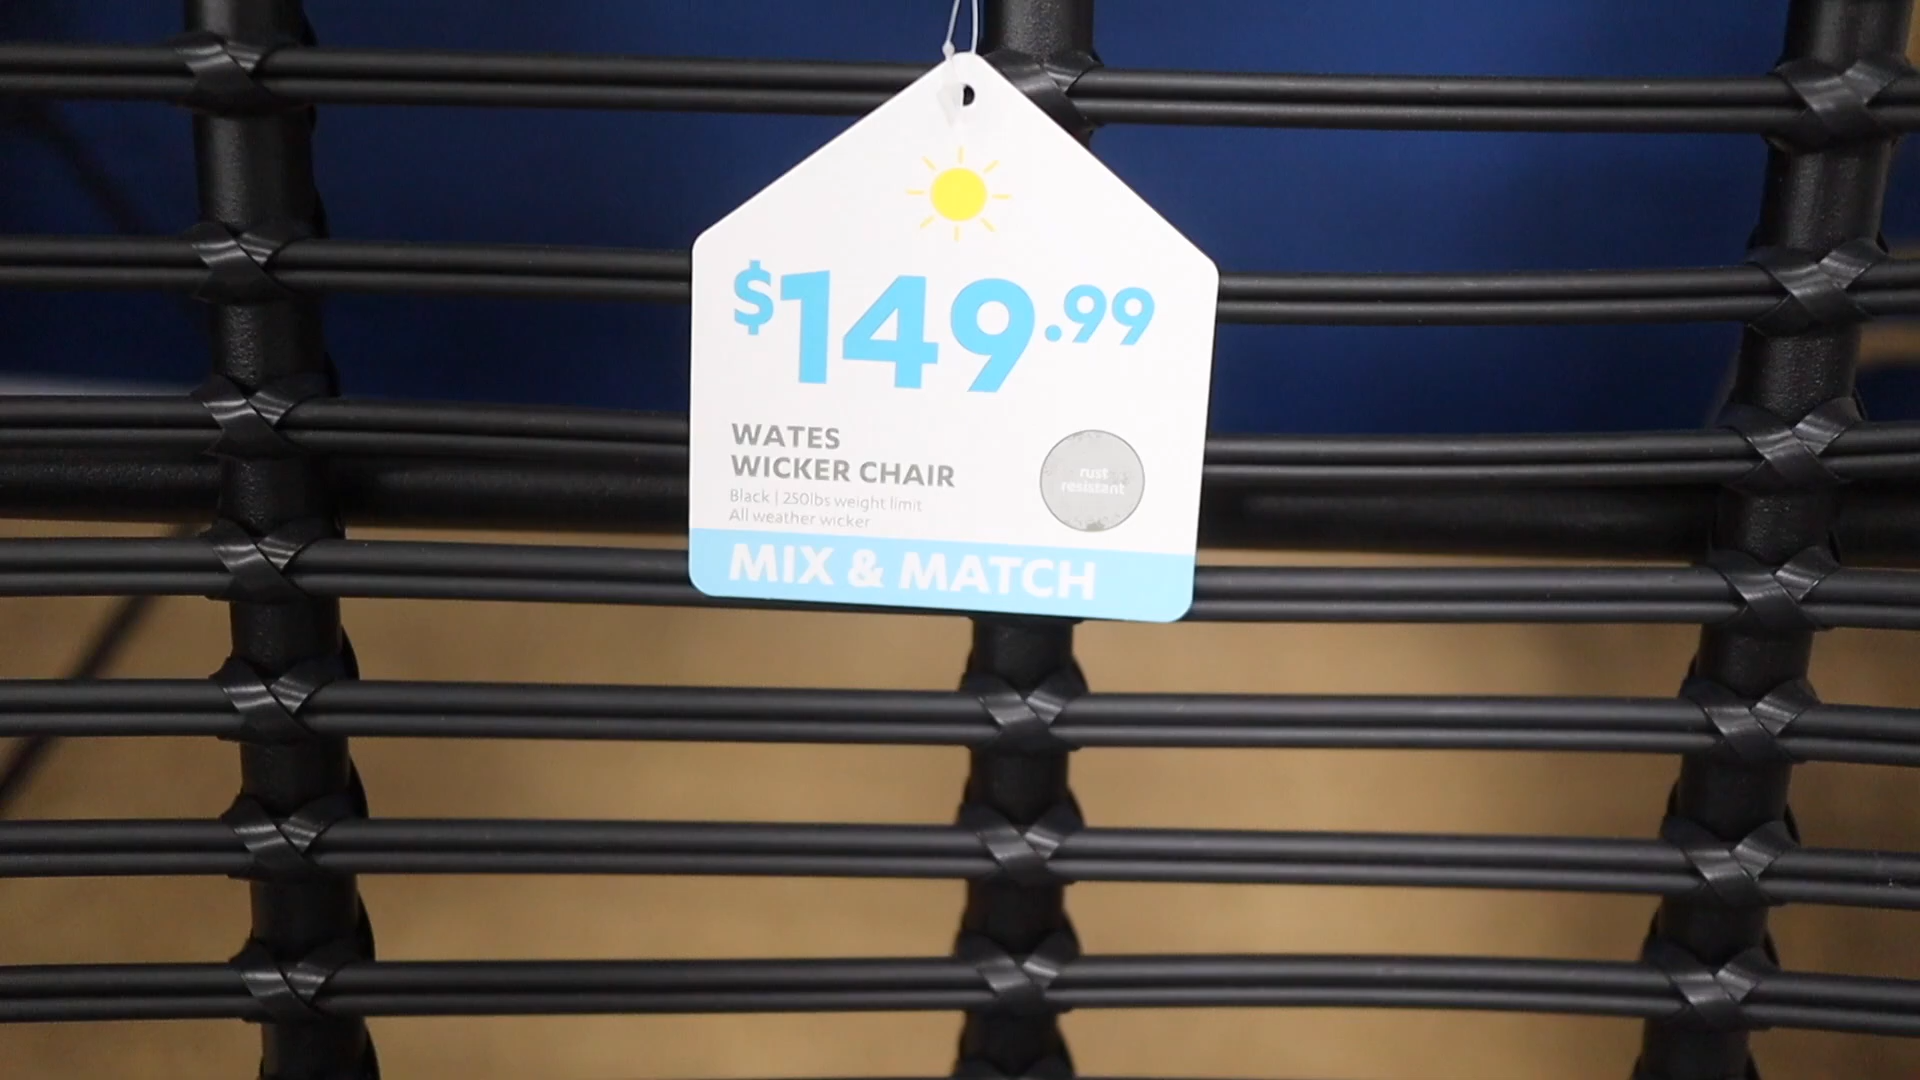 $149.99
WATES
WICKER CHAIR
Black | 250lbs weight limit
All weather wicker
rust
resistant
MIX & MATCH